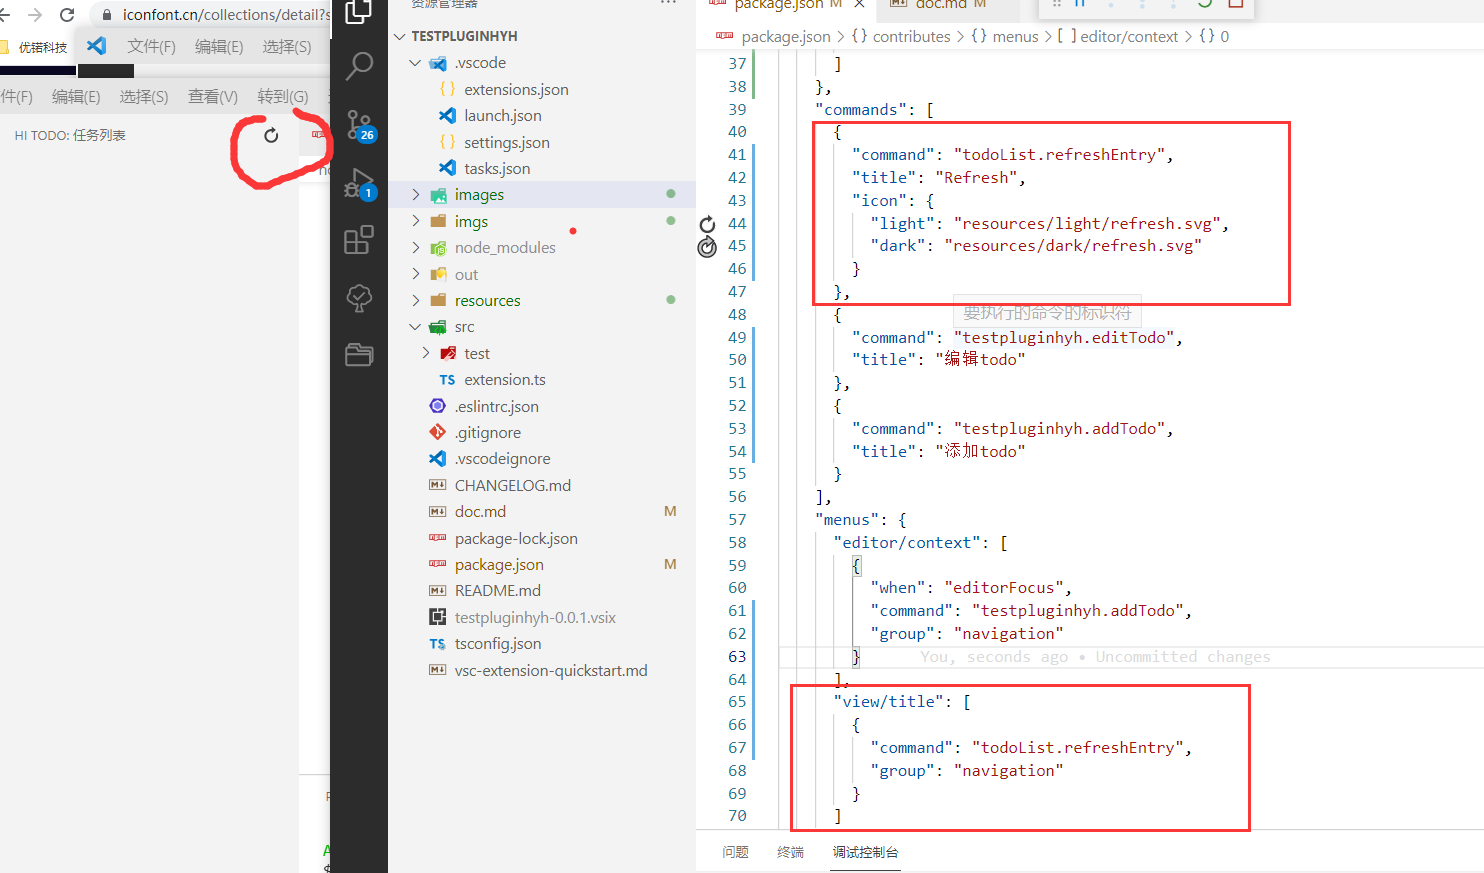 iconfont.cn/collections/detail?s
优锘科技
文件(F) 编辑(E) 选择(S)
件(F) 编辑(E) 选择(S) 查看(V) 转到(G)
HI TODO: 任务列表
26
1
资源管理器 ···
TESTPLUGINHYH
.vscode
extensions.json
launch.json
settings.json
tasks.json
images
imgs
node_modules
out
resources
src
test
TS extension.ts
.eslintrc.json
.gitignore
.vscodeignore
CHANGELOG.md
doc.md M
package-lock.json
package.json M
README.md
testpluginhyh-0.0.1.vsix
TS tsconfig.json
vsc-extension-quickstart.md
package.json M doc.md M
package.json > {} contributes > {} menus > [ ] editor/context > {} 0
37 ]
38 },
39 "commands": [
40 {
41 "command": "todoList.refreshEntry",
42 "title": "Refresh",
43 "icon": {
44 "light": "resources/light/refresh.svg",
45 "dark": "resources/dark/refresh.svg"
46 }
47 },
48 {
要执行的命令的标识符
49 "command": "testpluginhyh.editTodo",
50 "title": "编辑todo"
51 },
52 {
53 "command": "testpluginhyh.addTodo",
54 "title": "添加todo"
55 }
56 ],
57 "menus": {
58 "editor/context": [
59 {
60 "when": "editorFocus",
61 "command": "testpluginhyh.addTodo",
62 "group": "navigation"
63 } You, seconds ago • Uncommitted changes
64 ],
65 "view/title": [
66 {
67 "command": "todoList.refreshEntry",
68 "group": "navigation"
69 }
70 ]
问题 终端 调试控制台